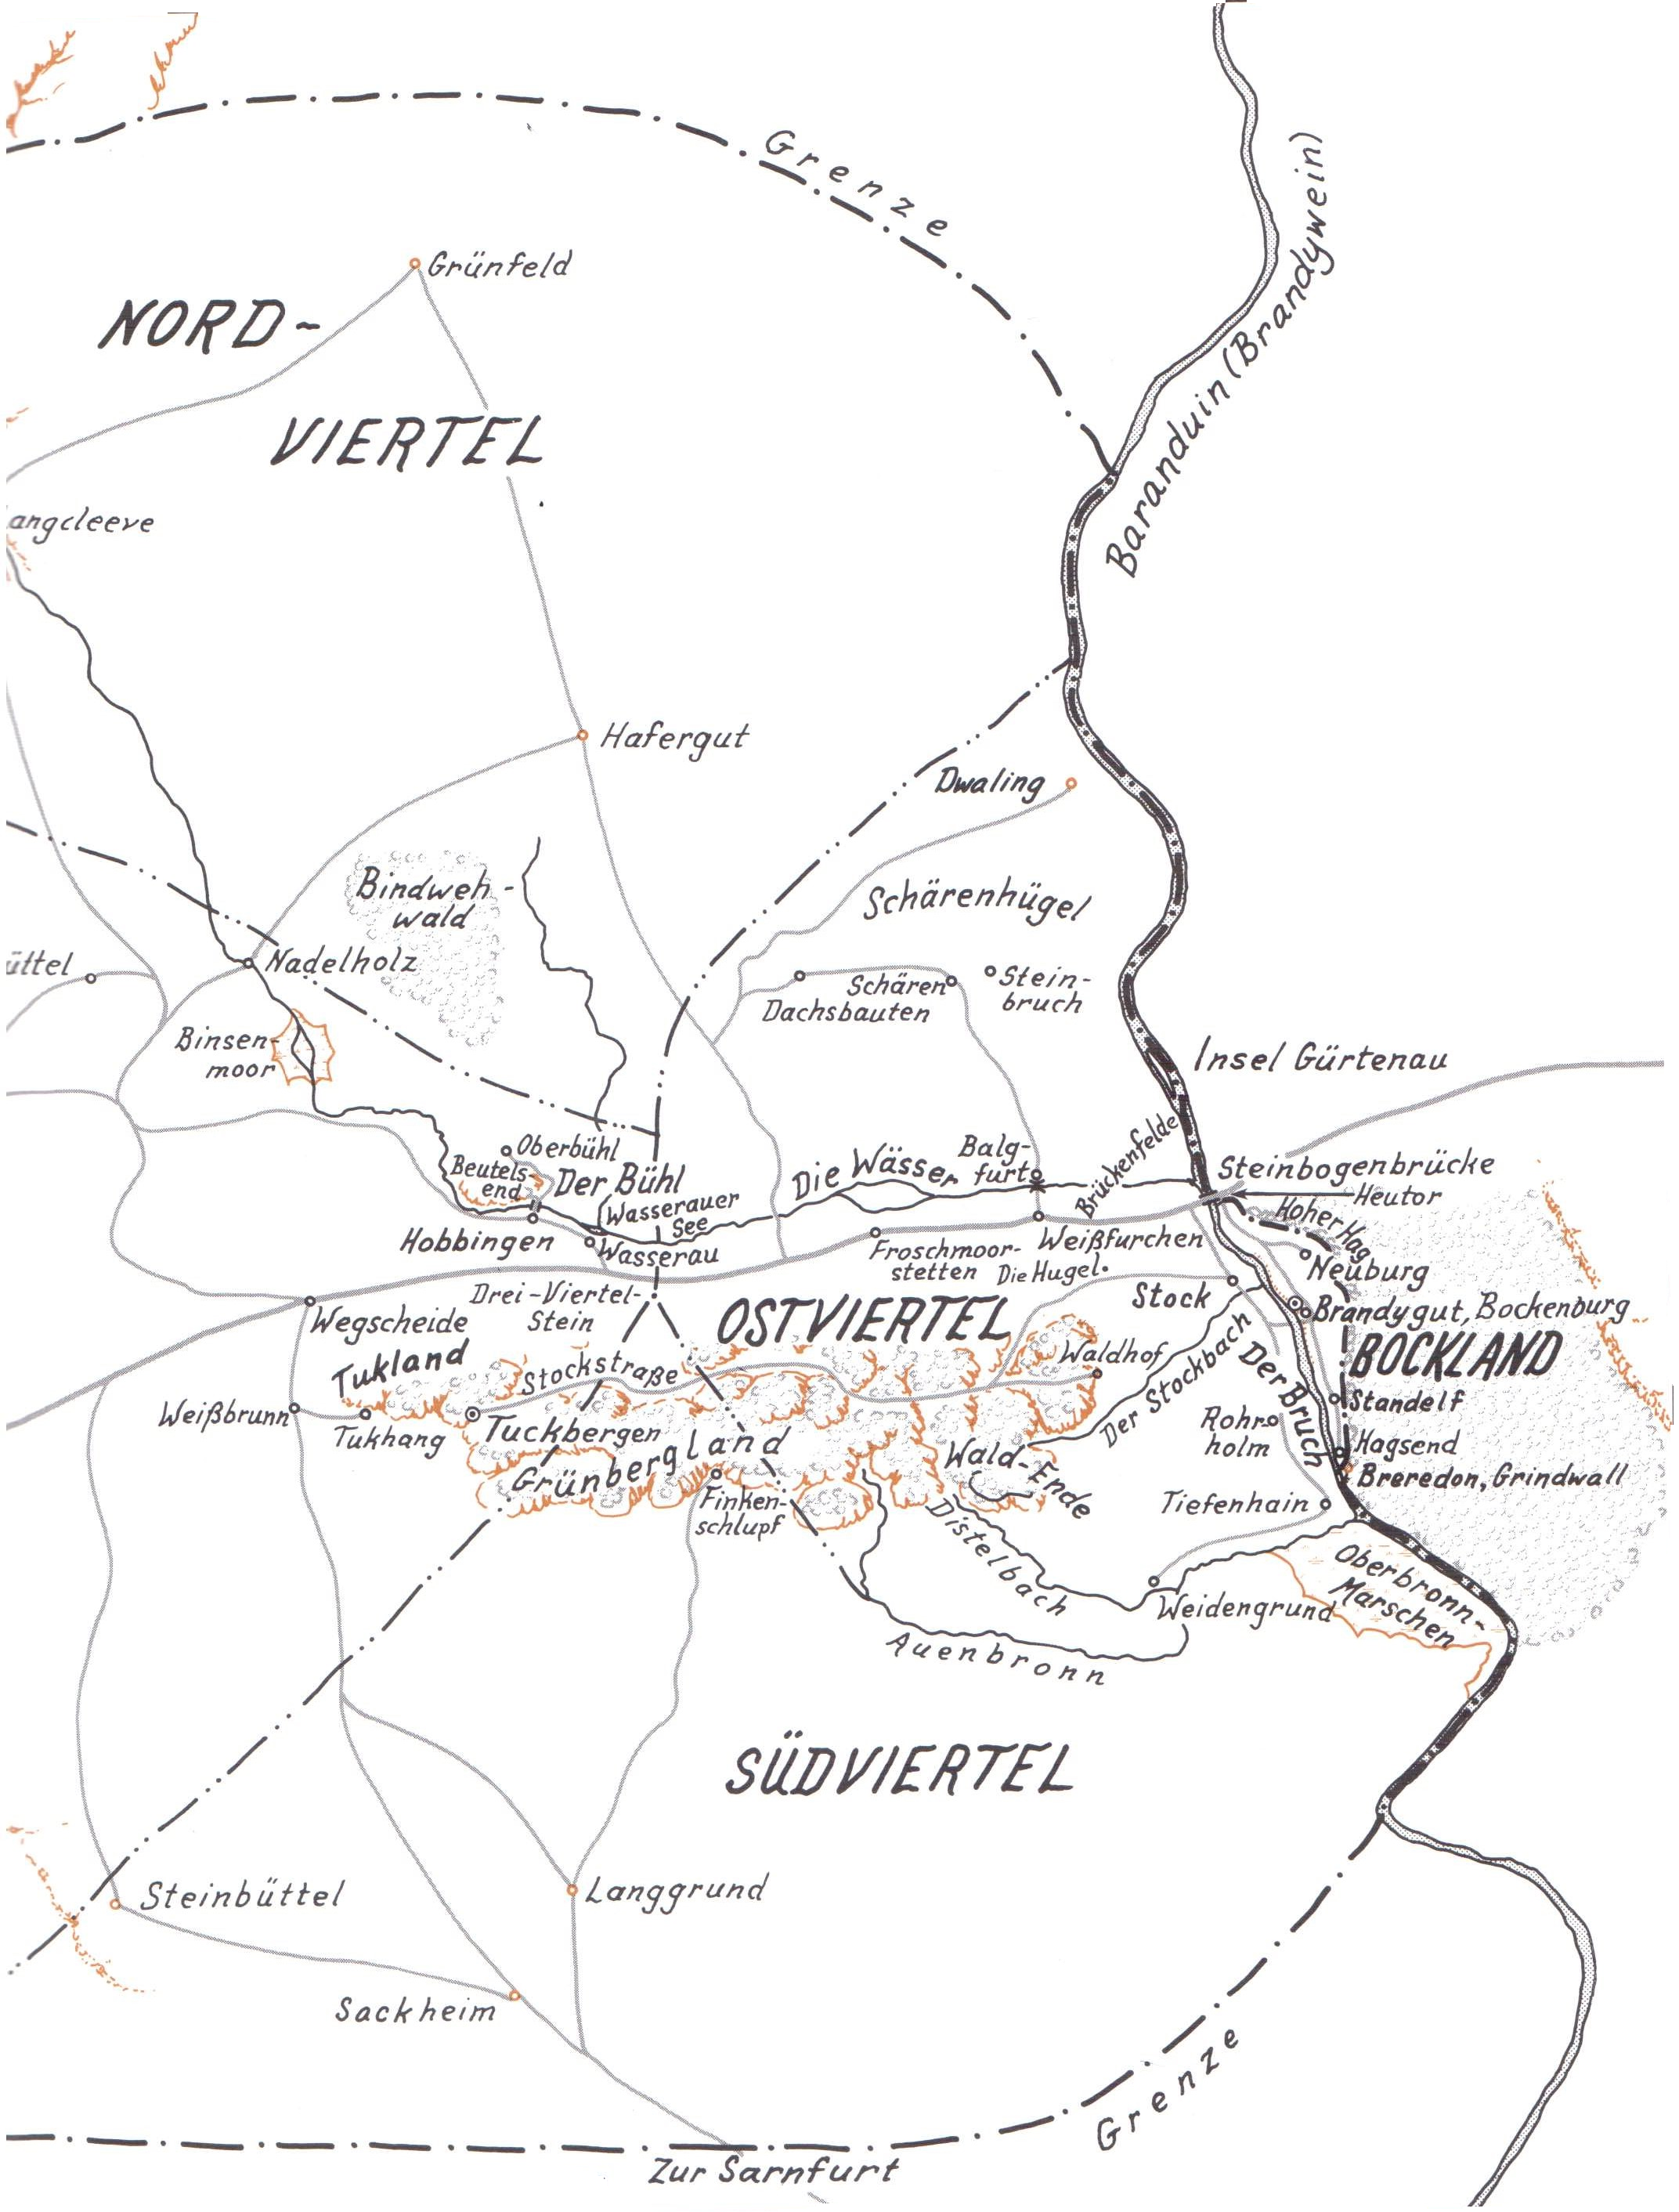 Grenze
Baranduin (Brandywein)
Grünfeld
NORD-
VIERTEL
angcleeve
Hafergut
Dwaling
Bindweh-
wald
Schärenhügel
üttel
Nadelholz
Schären
Dachsbauten
Stein-
bruch
Binsen-
moor
Insel Gürtenau
Oberbühl
Beutels-
end
Der Bühl
Die Wässer
Balg-
furt
Brückenfelde
Steinbogenbrücke
Heutor
Hoher Hag
Wasserauer
See
Hobbingen
Wasserau
Froschmoor-
stetten
Weißfurchen
Die Hugel
Neuburg
Drei-Viertel-
Stein
Wegscheide
OSTVIERTEL
Stock
Brandygut, Bockenburg
BOCKLAND
Tukland
Stockstraße
Waldhof
Der Stockbach
Der Bruch
Standelf
Weißbrunn
Tukhang
Tuckbergen
Grünbergland
Rohr-
holm
Hagsend
Breredon, Grindwall
Wald-Ende
Finken-
schlupf
Tiefenhain
Distelbach
Oberbronn-
Marschen
Weidengrund
Auenbronn
SÜDVIERTEL
Steinbüttel
Langgrund
Sackheim
Grenze
Zur Sarnfurt